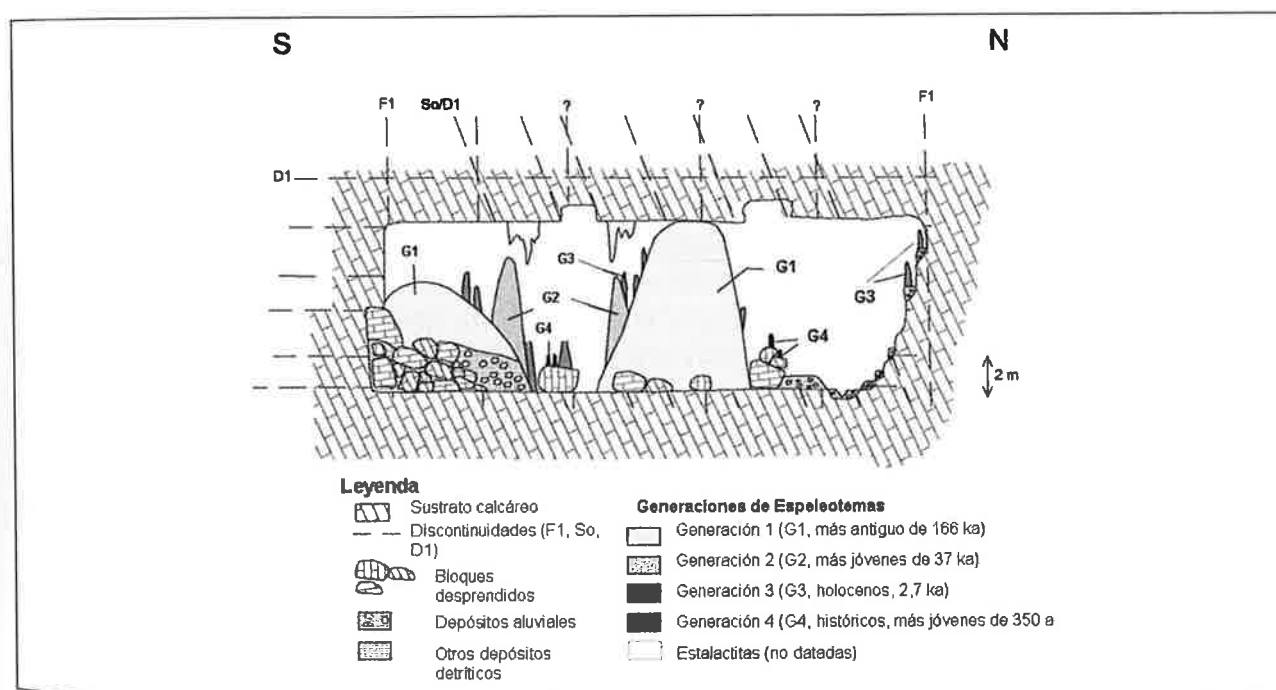 S N
F1 So/D1 ? ? ? F1
D1
G1 G3 G1
G2 G3
G4 G4
2 m
Leyenda
Sustrato calcáreo
Discontinuidades (F1, So,
D1)
Bloques
desprendidos
Depósitos aluviales
Otros depósitos
detríticos
Generaciones de Espeleotemas
Generación 1 (G1, más antiguo de 166 ka)
Generación 2 (G2, más jóvenes de 37 ka)
Generación 3 (G3, holocenos, 2,7 ka)
Generación 4 (G4, históricos, más jóvenes de 350 a
Estalactitas (no datadas)